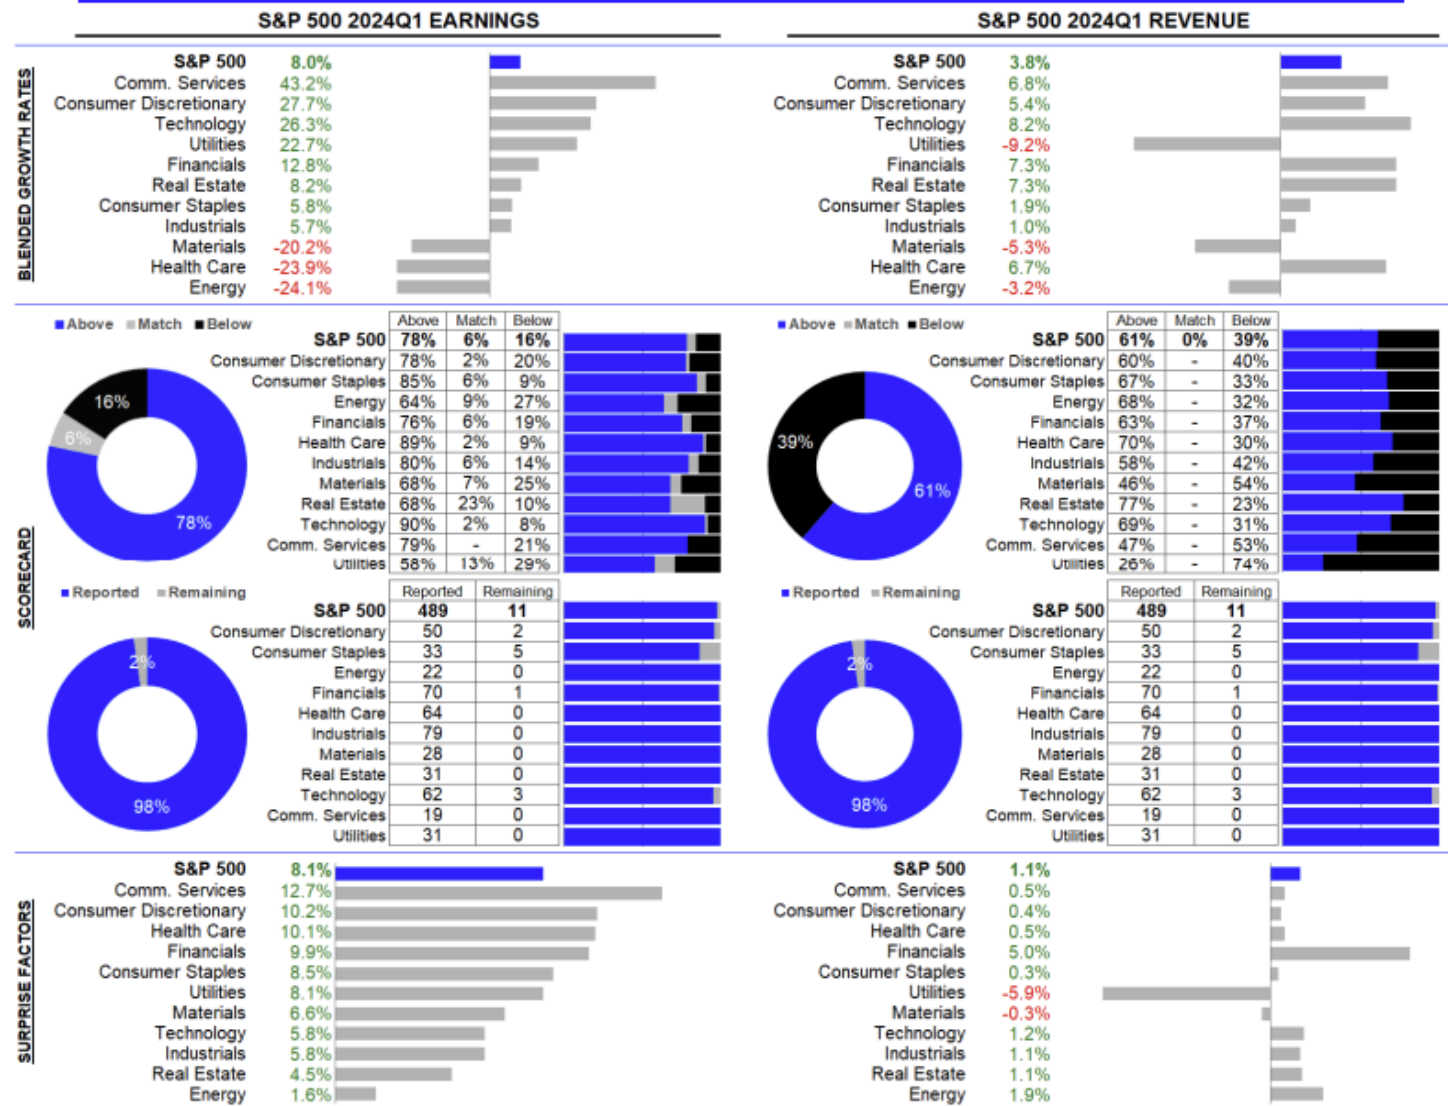 S&P 500 2024Q1 EARNINGS
S&P 500 2024Q1 REVENUE
BLENDED GROWTH RATES
S&P 500 8.0%
Comm. Services 43.2%
Consumer Discretionary 27.7%
Technology 26.3%
Utilities 22.7%
Financials 12.8%
Real Estate 8.2%
Consumer Staples 5.8%
Industrials 5.7%
Materials -20.2%
Health Care -23.9%
Energy -24.1%
S&P 500 3.8%
Comm. Services 6.8%
Consumer Discretionary 5.4%
Technology 8.2%
Utilities -9.2%
Financials 7.3%
Real Estate 7.3%
Consumer Staples 1.9%
Industrials 1.0%
Materials -5.3%
Health Care 6.7%
Energy -3.2%
SCORECARD
Above Match Below
16%
6%
78%
Above Match Below
S&P 500 78% 6% 16%
Consumer Discretionary 78% 2% 20%
Consumer Staples 85% 6% 9%
Energy 64% 9% 27%
Financials 76% 6% 19%
Health Care 89% 2% 9%
Industrials 80% 6% 14%
Materials 68% 7% 25%
Real Estate 68% 23% 10%
Technology 90% 2% 8%
Comm. Services 79% - 21%
Utilities 58% 13% 29%
Above Match Below
39%
61%
Above Match Below
S&P 500 61% 0% 39%
Consumer Discretionary 60% - 40%
Consumer Staples 67% - 33%
Energy 68% - 32%
Financials 63% - 37%
Health Care 70% - 30%
Industrials 58% - 42%
Materials 46% - 54%
Real Estate 77% - 23%
Technology 69% - 31%
Comm. Services 47% - 53%
Utilities 26% - 74%
Reported Remaining
2%
98%
Reported Remaining
S&P 500 489 11
Consumer Discretionary 50 2
Consumer Staples 33 5
Energy 22 0
Financials 70 1
Health Care 64 0
Industrials 79 0
Materials 28 0
Real Estate 31 0
Technology 62 3
Comm. Services 19 0
Utilities 31 0
Reported Remaining
2%
98%
Reported Remaining
S&P 500 489 11
Consumer Discretionary 50 2
Consumer Staples 33 5
Energy 22 0
Financials 70 1
Health Care 64 0
Industrials 79 0
Materials 28 0
Real Estate 31 0
Technology 62 3
Comm. Services 19 0
Utilities 31 0
SURPRISE FACTORS
S&P 500 8.1%
Comm. Services 12.7%
Consumer Discretionary 10.2%
Health Care 10.1%
Financials 9.9%
Consumer Staples 8.5%
Utilities 8.1%
Materials 6.6%
Technology 5.8%
Industrials 5.8%
Real Estate 4.5%
Energy 1.6%
S&P 500 1.1%
Comm. Services 0.5%
Consumer Discretionary 0.4%
Health Care 0.5%
Financials 5.0%
Consumer Staples 0.3%
Utilities -5.9%
Materials -0.3%
Technology 1.2%
Industrials 1.1%
Real Estate 1.1%
Energy 1.9%